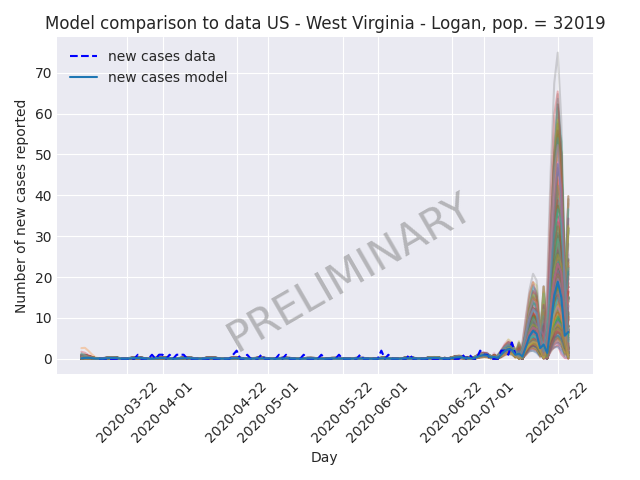 Model comparison to data US - West Virginia - Logan, pop. = 32019
new cases data
new cases model
Number of new cases reported
70
60
50
40
30
20
10
0
PRELIMINARY
2020-03-22
2020-04-01
2020-04-22
2020-05-01
2020-05-22
2020-06-01
2020-06-22
2020-07-01
2020-07-22
Day